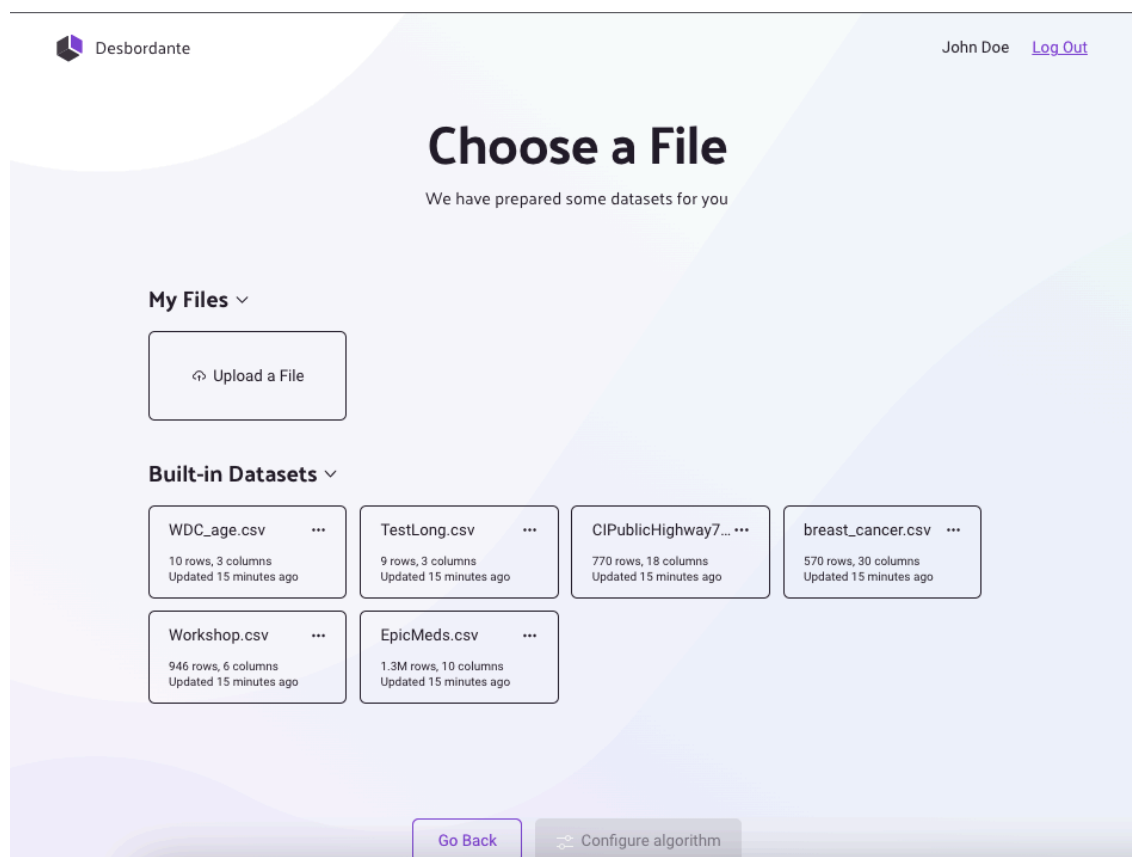 Desbordante
John Doe Log Out
Choose a File
We have prepared some datasets for you
My Files
Upload a File
Built-in Datasets
WDC_age.csv ...
10 rows, 3 columns
Updated 15 minutes ago
TestLong.csv ...
9 rows, 3 columns
Updated 15 minutes ago
CIPublicHighway7... ...
770 rows, 18 columns
Updated 15 minutes ago
breast_cancer.csv ...
570 rows, 30 columns
Updated 15 minutes ago
Workshop.csv ...
946 rows, 6 columns
Updated 15 minutes ago
EpicMeds.csv ...
1.3M rows, 10 columns
Updated 15 minutes ago
Go Back
Configure algorithm